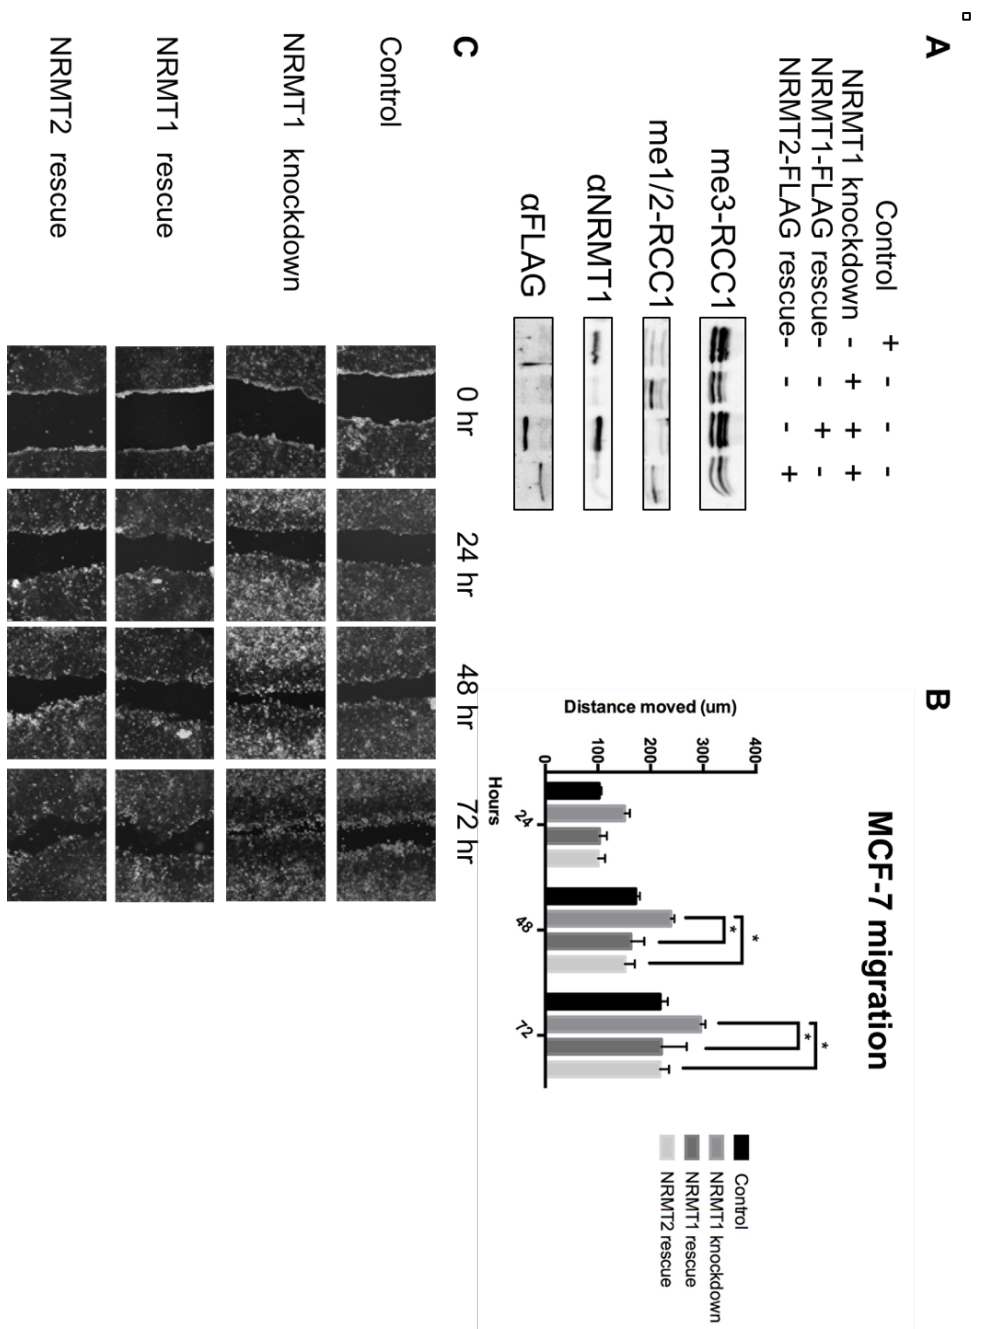 A
Control + - - -
NRMT1 knockdown - + + +
NRMT1-FLAG rescue- - + -
NRMT2-FLAG rescue- - - +
me3-RCC1
me1/2-RCC1
αNRMT1
αFLAG
B
MCF-7 migration
Distance moved (um)
400
300
200
100
0
24
48
72
Hours
*
*
*
*
Control
NRMT1 knockdown
NRMT1 rescue
NRMT2 rescue
C
0 hr
24 hr
48 hr
72 hr
Control
NRMT1 knockdown
NRMT1 rescue
NRMT2 rescue